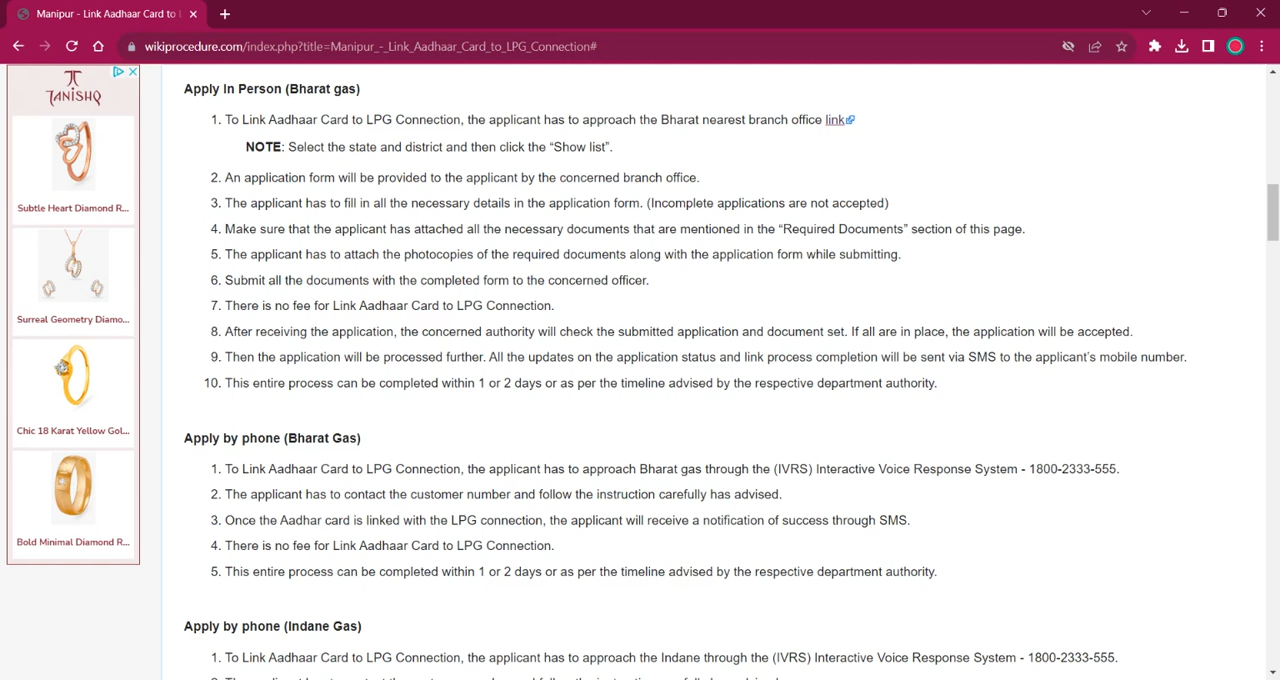 Manipur - Link Aadhaar Card to L
wikiprocedure.com/index.php?title=Manipur_-_Link_Aadhaar_Card_to_LPG_Connection#
TANISHQ
Subtle Heart Diamond R...
Surreal Geometry Diamo...
Chic 18 Karat Yellow Gol...
Bold Minimal Diamond R...
Apply In Person (Bharat gas)
1. To Link Aadhaar Card to LPG Connection, the applicant has to approach the Bharat nearest branch office link
NOTE: Select the state and district and then click the “Show list”.
2. An application form will be provided to the applicant by the concerned branch office.
3. The applicant has to fill in all the necessary details in the application form. (Incomplete applications are not accepted)
4. Make sure that the applicant has attached all the necessary documents that are mentioned in the “Required Documents” section of this page.
5. The applicant has to attach the photocopies of the required documents along with the application form while submitting.
6. Submit all the documents with the completed form to the concerned officer.
7. There is no fee for Link Aadhaar Card to LPG Connection.
8. After receiving the application, the concerned authority will check the submitted application and document set. If all are in place, the application will be accepted.
9. Then the application will be processed further. All the updates on the application status and link process completion will be sent via SMS to the applicant’s mobile number.
10. This entire process can be completed within 1 or 2 days or as per the timeline advised by the respective department authority.
Apply by phone (Bharat Gas)
1. To Link Aadhaar Card to LPG Connection, the applicant has to approach Bharat gas through the (IVRS) Interactive Voice Response System - 1800-2333-555.
2. The applicant has to contact the customer number and follow the instruction carefully has advised.
3. Once the Aadhar card is linked with the LPG connection, the applicant will receive a notification of success through SMS.
4. There is no fee for Link Aadhaar Card to LPG Connection.
5. This entire process can be completed within 1 or 2 days or as per the timeline advised by the respective department authority.
Apply by phone (Indane Gas)
1. To Link Aadhaar Card to LPG Connection, the applicant has to approach the Indane through the (IVRS) Interactive Voice Response System - 1800-2333-555.